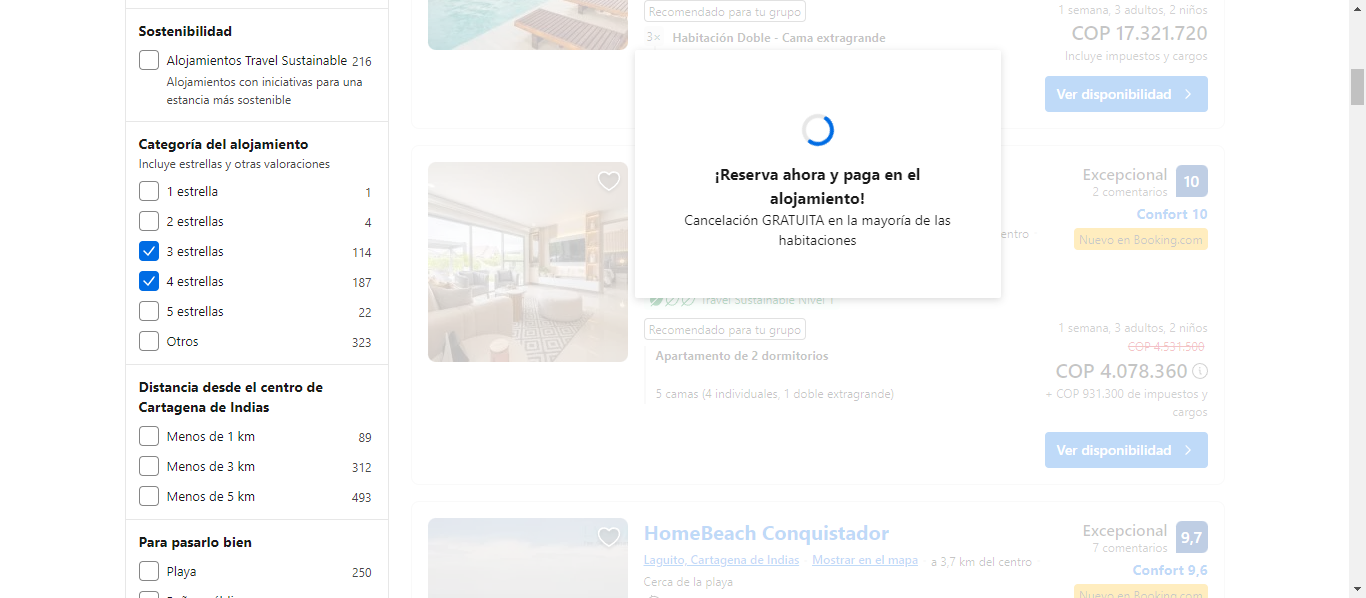 Sostenibilidad
Alojamientos Travel Sustainable 216
Alojamientos con iniciativas para una
estancia más sostenible
Categoría del alojamiento
Incluye estrellas y otras valoraciones
1 estrella 1
2 estrellas 4
3 estrellas 114
4 estrellas 187
5 estrellas 22
Otros 323
Distancia desde el centro de
Cartagena de Indias
Menos de 1 km 89
Menos de 3 km 312
Menos de 5 km 493
Para pasarlo bien
Playa 250
Recomendado para tu grupo
3× Habitación Doble - Cama extragrande
1 semana, 3 adultos, 2 niños
COP 17.321.720
Incluye impuestos y cargos
Ver disponibilidad
¡Reserva ahora y paga en el
alojamiento!
Cancelación GRATUITA en la mayoría de las
habitaciones
Excepcional 10
2 comentarios
Confort 10
centro
Nuevo en Booking.com
Travel Sustainable Nivel 1
Recomendado para tu grupo
Apartamento de 2 dormitorios
5 camas (4 individuales, 1 doble extragrande)
1 semana, 3 adultos, 2 niños
COP 4.531.500
COP 4.078.360
+ COP 931.300 de impuestos y
cargos
Ver disponibilidad
HomeBeach Conquistador
Laguito, Cartagena de Indias Mostrar en el mapa a 3,7 km del centro
Cerca de la playa
Excepcional 9,7
7 comentarios
Confort 9,6
Nuevo en Booking.com